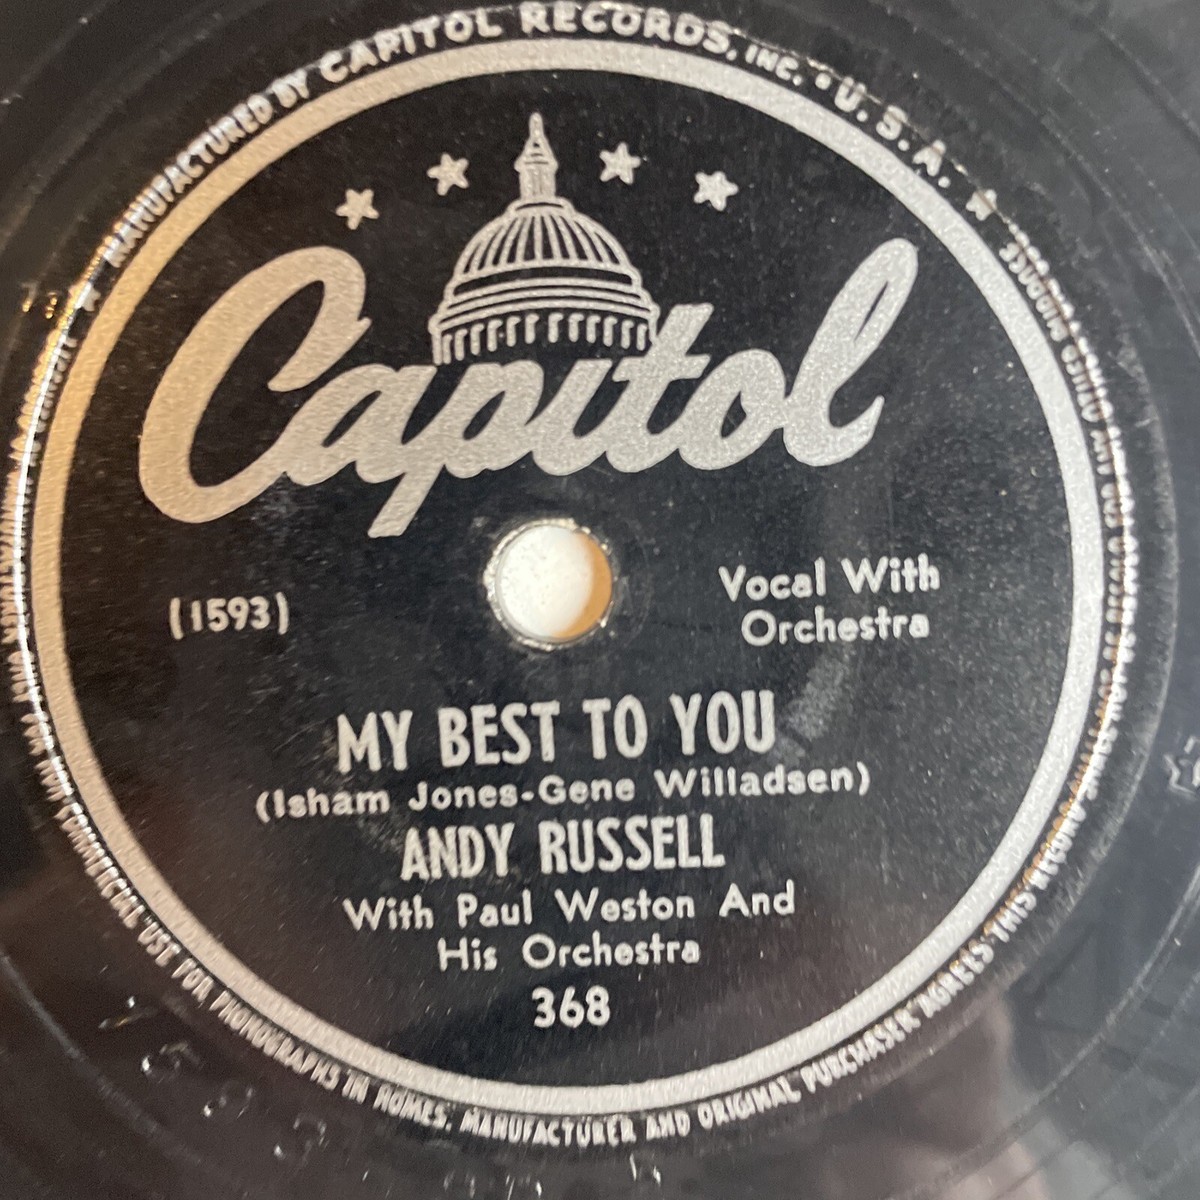 MANUFACTURED BY CAPITOL RECORDS, INC. • U. S. A.
Capitol
(1593)
Vocal With
Orchestra
MY BEST TO YOU
(Isham Jones-Gene Willadsen)
ANDY RUSSELL
With Paul Weston And
His Orchestra
368
USE FOR PHONOGRAPHS IN HOMES. MANUFACTURER AND ORIGINAL PURCHASER AGREES THIS RECORD